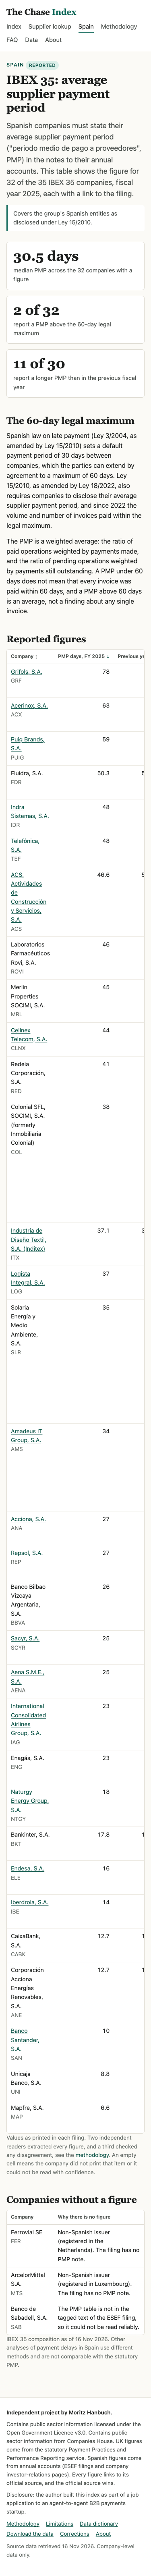 The Chase Index
Index Supplier lookup Spain Methodology
FAQ Data About
SPAIN REPORTED
IBEX 35: average
supplier payment
period
Spanish companies must state their
average supplier payment period
("periodo medio de pago a proveedores",
PMP) in the notes to their annual
accounts. This table shows the figure for
32 of the 35 IBEX 35 companies, fiscal
year 2025, each with a link to the filing.
Covers the group's Spanish entities as
disclosed under Ley 15/2010.
30.5 days
median PMP across the 32 companies with a
figure
2 of 32
report a PMP above the 60-day legal
maximum
11 of 30
report a longer PMP than in the previous fiscal
year
The 60-day legal maximum
Spanish law on late payment (Ley 3/2004, as
amended by Ley 15/2010) sets a default
payment period of 30 days between
companies, which the parties can extend by
agreement to a maximum of 60 days. Ley
15/2010, as amended by Ley 18/2022, also
requires companies to disclose their average
supplier payment period, and since 2022 the
volume and number of invoices paid within the
legal maximum.
The PMP is a weighted average: the ratio of
paid operations weighted by payments made,
and the ratio of operations pending payment
weighted by payments still outstanding. A PMP under 60
days does not mean that every invoice was
paid within 60 days, and a PMP above 60 days
is an average, not a finding about any single
invoice.
Reported figures
Company PMP days, FY 2025 Previous ye
Grifols, S.A. 78
GRF
Acerinox, S.A. 63
ACX
Puig Brands, 59
S.A.
PUIG
Fluidra, S.A. 50.3 5
FDR
Indra 48
Sistemas, S.A.
IDR
Telefónica, 48
S.A.
TEF
ACS, 46.6 5
Actividades
de
Construcción
y Servicios,
S.A.
ACS
Laboratorios 46
Farmacéuticos
Rovi, S.A.
ROVI
Merlin 45
Properties
SOCIMI, S.A.
MRL
Cellnex 44
Telecom, S.A.
CLNX
Redeia 41
Corporación,
S.A.
RED
Colonial SFL, 38
SOCIMI, S.A.
(formerly
Inmobiliaria
Colonial)
COL
Industria de 37.1 3
Diseño Textil,
S.A. (Inditex)
ITX
Logista 37
Integral, S.A.
LOG
Solaria 35
Energía y
Medio
Ambiente,
S.A.
SLR
Amadeus IT 34
Group, S.A.
AMS
Acciona, S.A. 27
ANA
Repsol, S.A. 27
REP
Banco Bilbao 26
Vizcaya
Argentaria,
S.A.
BBVA
Sacyr, S.A. 25
SCYR
Aena S.M.E., 25
S.A.
AENA
International 23
Consolidated
Airlines
Group, S.A.
IAG
Enagás, S.A. 23
ENG
Naturgy 18
Energy Group,
S.A.
NTGY
Bankinter, S.A. 17.8 1
BKT
Endesa, S.A. 16
ELE
Iberdrola, S.A. 14
IBE
CaixaBank, 12.7 1
S.A.
CABK
Corporación 12.7 1
Acciona
Energías
Renovables,
S.A.
ANE
Banco 10
Santander,
S.A.
SAN
Unicaja 8.8
Banco, S.A.
UNI
Mapfre, S.A. 6.6
MAP
Values as printed in each filing. Two independent
readers extracted every figure, and a third checked
any disagreement, see the methodology. An empty
cell means the company did not print that item or it
could not be read with confidence.
Companies without a figure
Company Why there is no figure
Ferrovial SE Non-Spanish issuer
FER (registered in the
Netherlands). The filing has no
PMP note.
ArcelorMittal Non-Spanish issuer
S.A. (registered in Luxembourg).
MTS The filing has no PMP note.
Banco de The PMP table is not in the
Sabadell, S.A. tagged text of the ESEF filing,
SAB so it could not be read reliably.
IBEX 35 composition as of 16 Nov 2026. Other
analyses of payment delays in Spain use different
methods and are not comparable with the statutory
PMP.
Independent project by Moritz Hanbuch.
Contains public sector information licensed under the
Open Government Licence v3.0. Contains public
sector information from Companies House. UK figures
come from the statutory Payment Practices and
Performance Reporting service. Spanish figures come
from annual accounts (ESEF filings and company
investor relations pages). Every figure links to its
official source, and the official source wins.
Disclosure: the author built this index as part of a job
application to an agent-to-agent B2B payments
startup.
Methodology Limitations Data dictionary
Download the data Corrections About
Source data retrieved 16 Nov 2026. Company-level
data only.